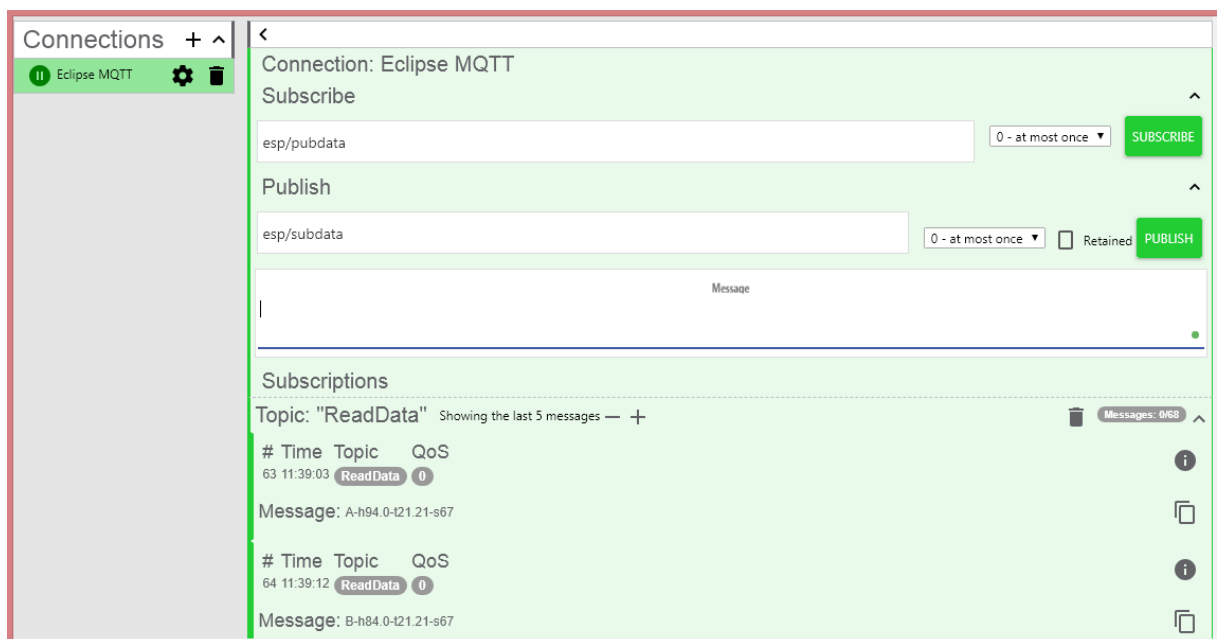 Connections
Eclipse MQTT
Connection: Eclipse MQTT
Subscribe
esp/pubdata
0 - at most once
SUBSCRIBE
Publish
esp/subdata
0 - at most once
Retained
PUBLISH
Message
Subscriptions
Topic: "ReadData" Showing the last 5 messages
Messages: 0/68
# Time Topic QoS
63 11:39:03 ReadData 0
Message: A-h94.0-t21.21-s67
# Time Topic QoS
64 11:39:12 ReadData 0
Message: B-h84.0-t21.21-s67